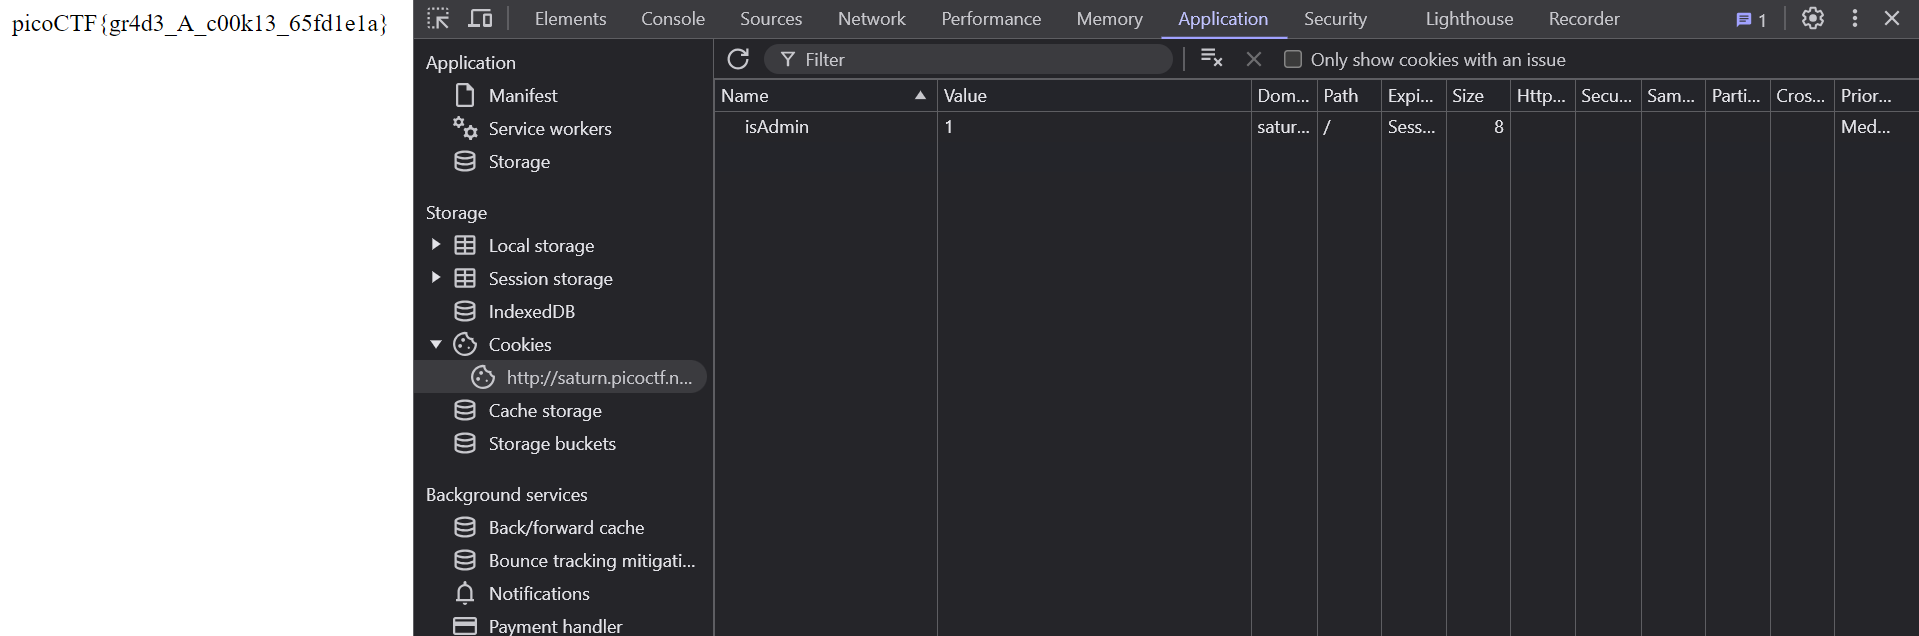 picoCTF{gr4d3_A_c00k13_65fd1e1a}
Elements Console Sources Network Performance Memory Application Security Lighthouse Recorder 1
Application
Manifest
Service workers
Storage
Storage
Local storage
Session storage
IndexedDB
Cookies
http://saturn.picoctf.n...
Cache storage
Storage buckets
Background services
Back/forward cache
Bounce tracking mitigati...
Notifications
Payment handler
Filter Only show cookies with an issue
Name Value Dom... Path Expi... Size Http... Secu... Sam... Parti... Cros... Prior...
isAdmin 1 satur... / Sess... 8 Med...